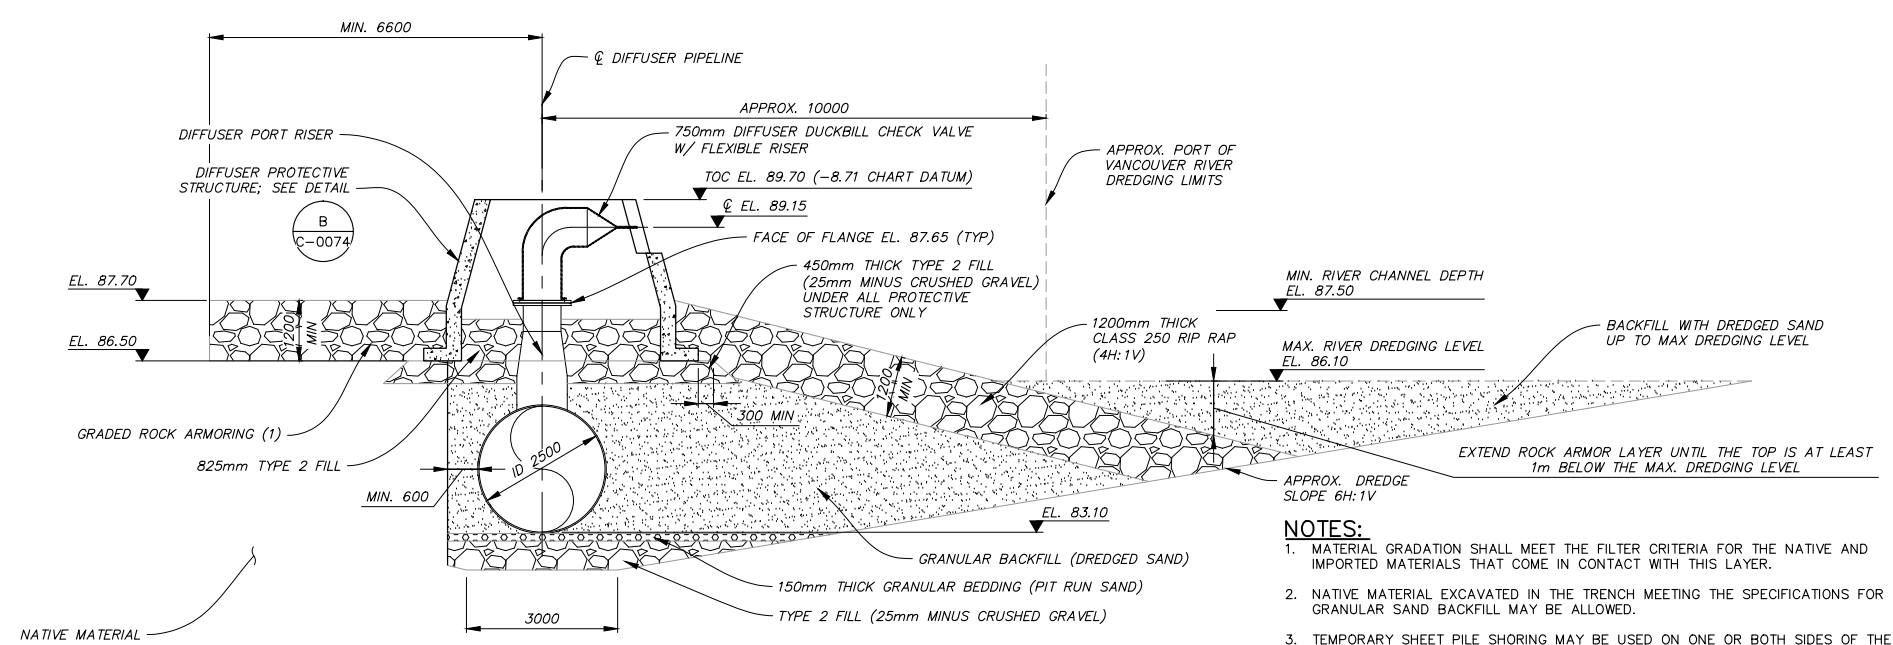 MIN. 6600
℄ DIFFUSER PIPELINE
APPROX. 10000
DIFFUSER PORT RISER
750mm DIFFUSER DUCKBILL CHECK VALVE
W/ FLEXIBLE RISER
APPROX. PORT OF
VANCOUVER RIVER
DREDGING LIMITS
DIFFUSER PROTECTIVE
STRUCTURE; SEE DETAIL
TOC EL. 89.70 (-8.71 CHART DATUM)
℄ EL. 89.15
B
C-0074
FACE OF FLANGE EL. 87.65 (TYP)
450mm THICK TYPE 2 FILL
(25mm MINUS CRUSHED GRAVEL)
UNDER ALL PROTECTIVE
STRUCTURE ONLY
EL. 87.70
MIN. RIVER CHANNEL DEPTH
EL. 87.50
1200
MIN
1200mm THICK
CLASS 250 RIP RAP
(4H:1V)
BACKFILL WITH DREDGED SAND
UP TO MAX DREDGING LEVEL
EL. 86.50
MAX. RIVER DREDGING LEVEL
EL. 86.10
1200
MIN
300 MIN
GRADED ROCK ARMORING (1)
825mm TYPE 2 FILL
ID 2500
MIN. 600
EXTEND ROCK ARMOR LAYER UNTIL THE TOP IS AT LEAST
1m BELOW THE MAX. DREDGING LEVEL
APPROX. DREDGE
SLOPE 6H:1V
EL. 83.10
GRANULAR BACKFILL (DREDGED SAND)
150mm THICK GRANULAR BEDDING (PIT RUN SAND)
TYPE 2 FILL (25mm MINUS CRUSHED GRAVEL)
3000
NATIVE MATERIAL
NOTES:
1. MATERIAL GRADATION SHALL MEET THE FILTER CRITERIA FOR THE NATIVE AND
IMPORTED MATERIALS THAT COME IN CONTACT WITH THIS LAYER.
2. NATIVE MATERIAL EXCAVATED IN THE TRENCH MEETING THE SPECIFICATIONS FOR
GRANULAR SAND BACKFILL MAY BE ALLOWED.
3. TEMPORARY SHEET PILE SHORING MAY BE USED ON ONE OR BOTH SIDES OF THE